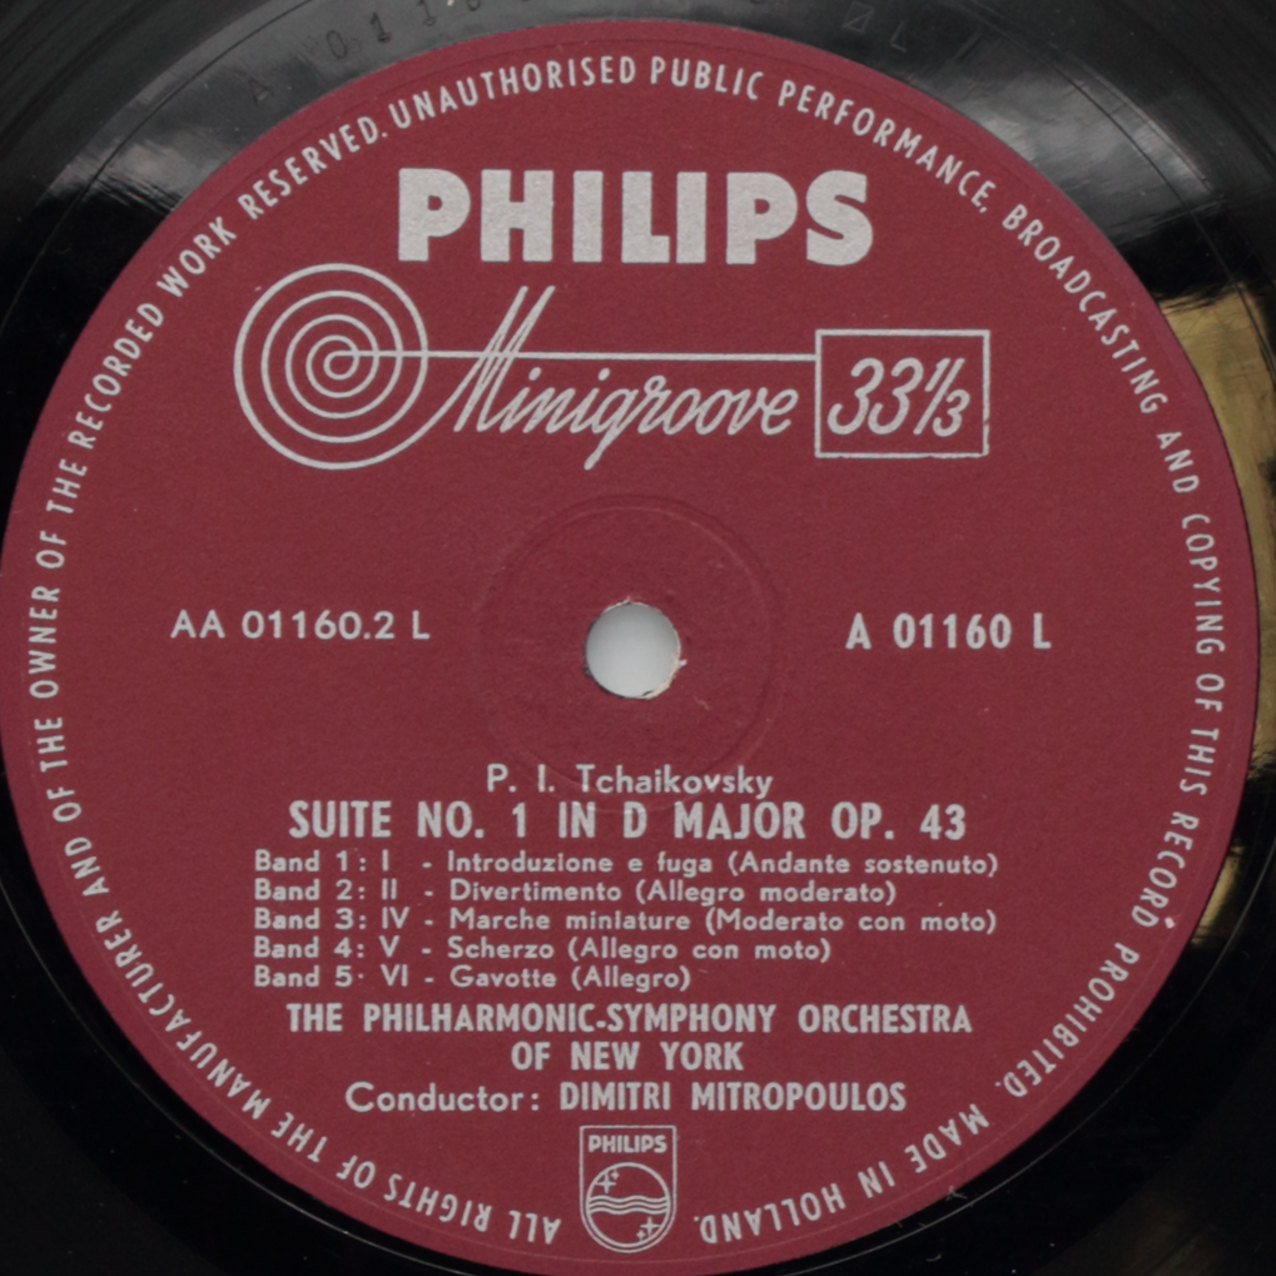 ALL RIGHTS OF THE MANUFACTURER AND OF THE OWNER OF THE RECORDED WORK RESERVED. UNAUTHORISED PUBLIC PERFORMANCE, BROADCASTING AND COPYING OF THIS RECORD PROHIBITED. MADE IN HOLLAND.
PHILIPS
Minigroove 33⅓
AA 01160.2 L
A 01160 L
P. I. Tchaikovsky
SUITE NO. 1 IN D MAJOR OP. 43
Band 1: I - Introduzione e fuga (Andante sostenuto)
Band 2: II - Divertimento (Allegro moderato)
Band 3: IV - Marche miniature (Moderato con moto)
Band 4: V - Scherzo (Allegro con moto)
Band 5· VI - Gavotte (Allegro)
THE PHILHARMONIC-SYMPHONY ORCHESTRA
OF NEW YORK
Conductor: DIMITRI MITROPOULOS
PHILIPS